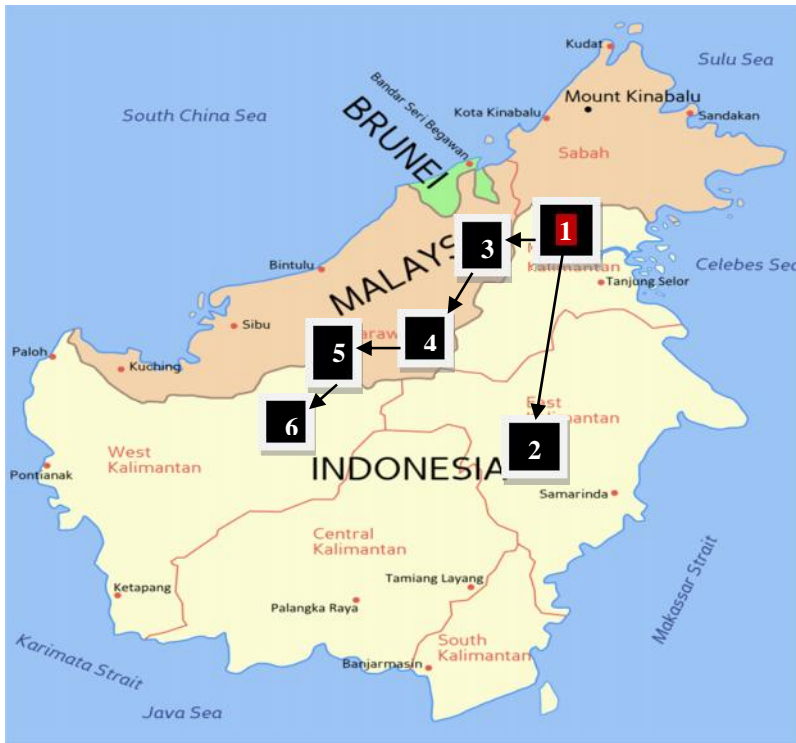 Kudat
Sulu Sea
Bandar Seri Begawan
Mount Kinabalu
South China Sea
Kota Kinabalu
Sandakan
BRUNEI
Sabah
1
3
Kalimantan
Celebes Sea
Bintulu
MALAYS
Tanjung Selor
Sibu
4
5
Paloh
Kuching
6
East
Kalimantan
2
West
Kalimantan
INDONESIA
Pontianak
Samarinda
Central
Kalimantan
Makassar Strait
Ketapang
Tamiang Layang
Palangka Raya
South
Kalimantan
Karimata Strait
Banjarmasin
Java Sea